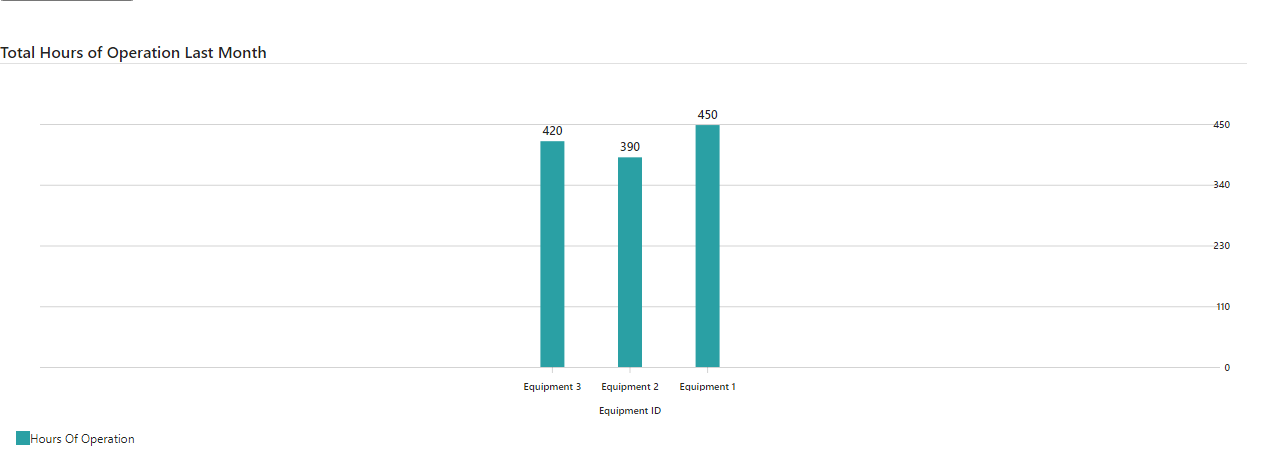 Total Hours of Operation Last Month
450
420
390
450
340
230
110
0
Equipment 3 Equipment 2 Equipment 1
Equipment ID
Hours Of Operation